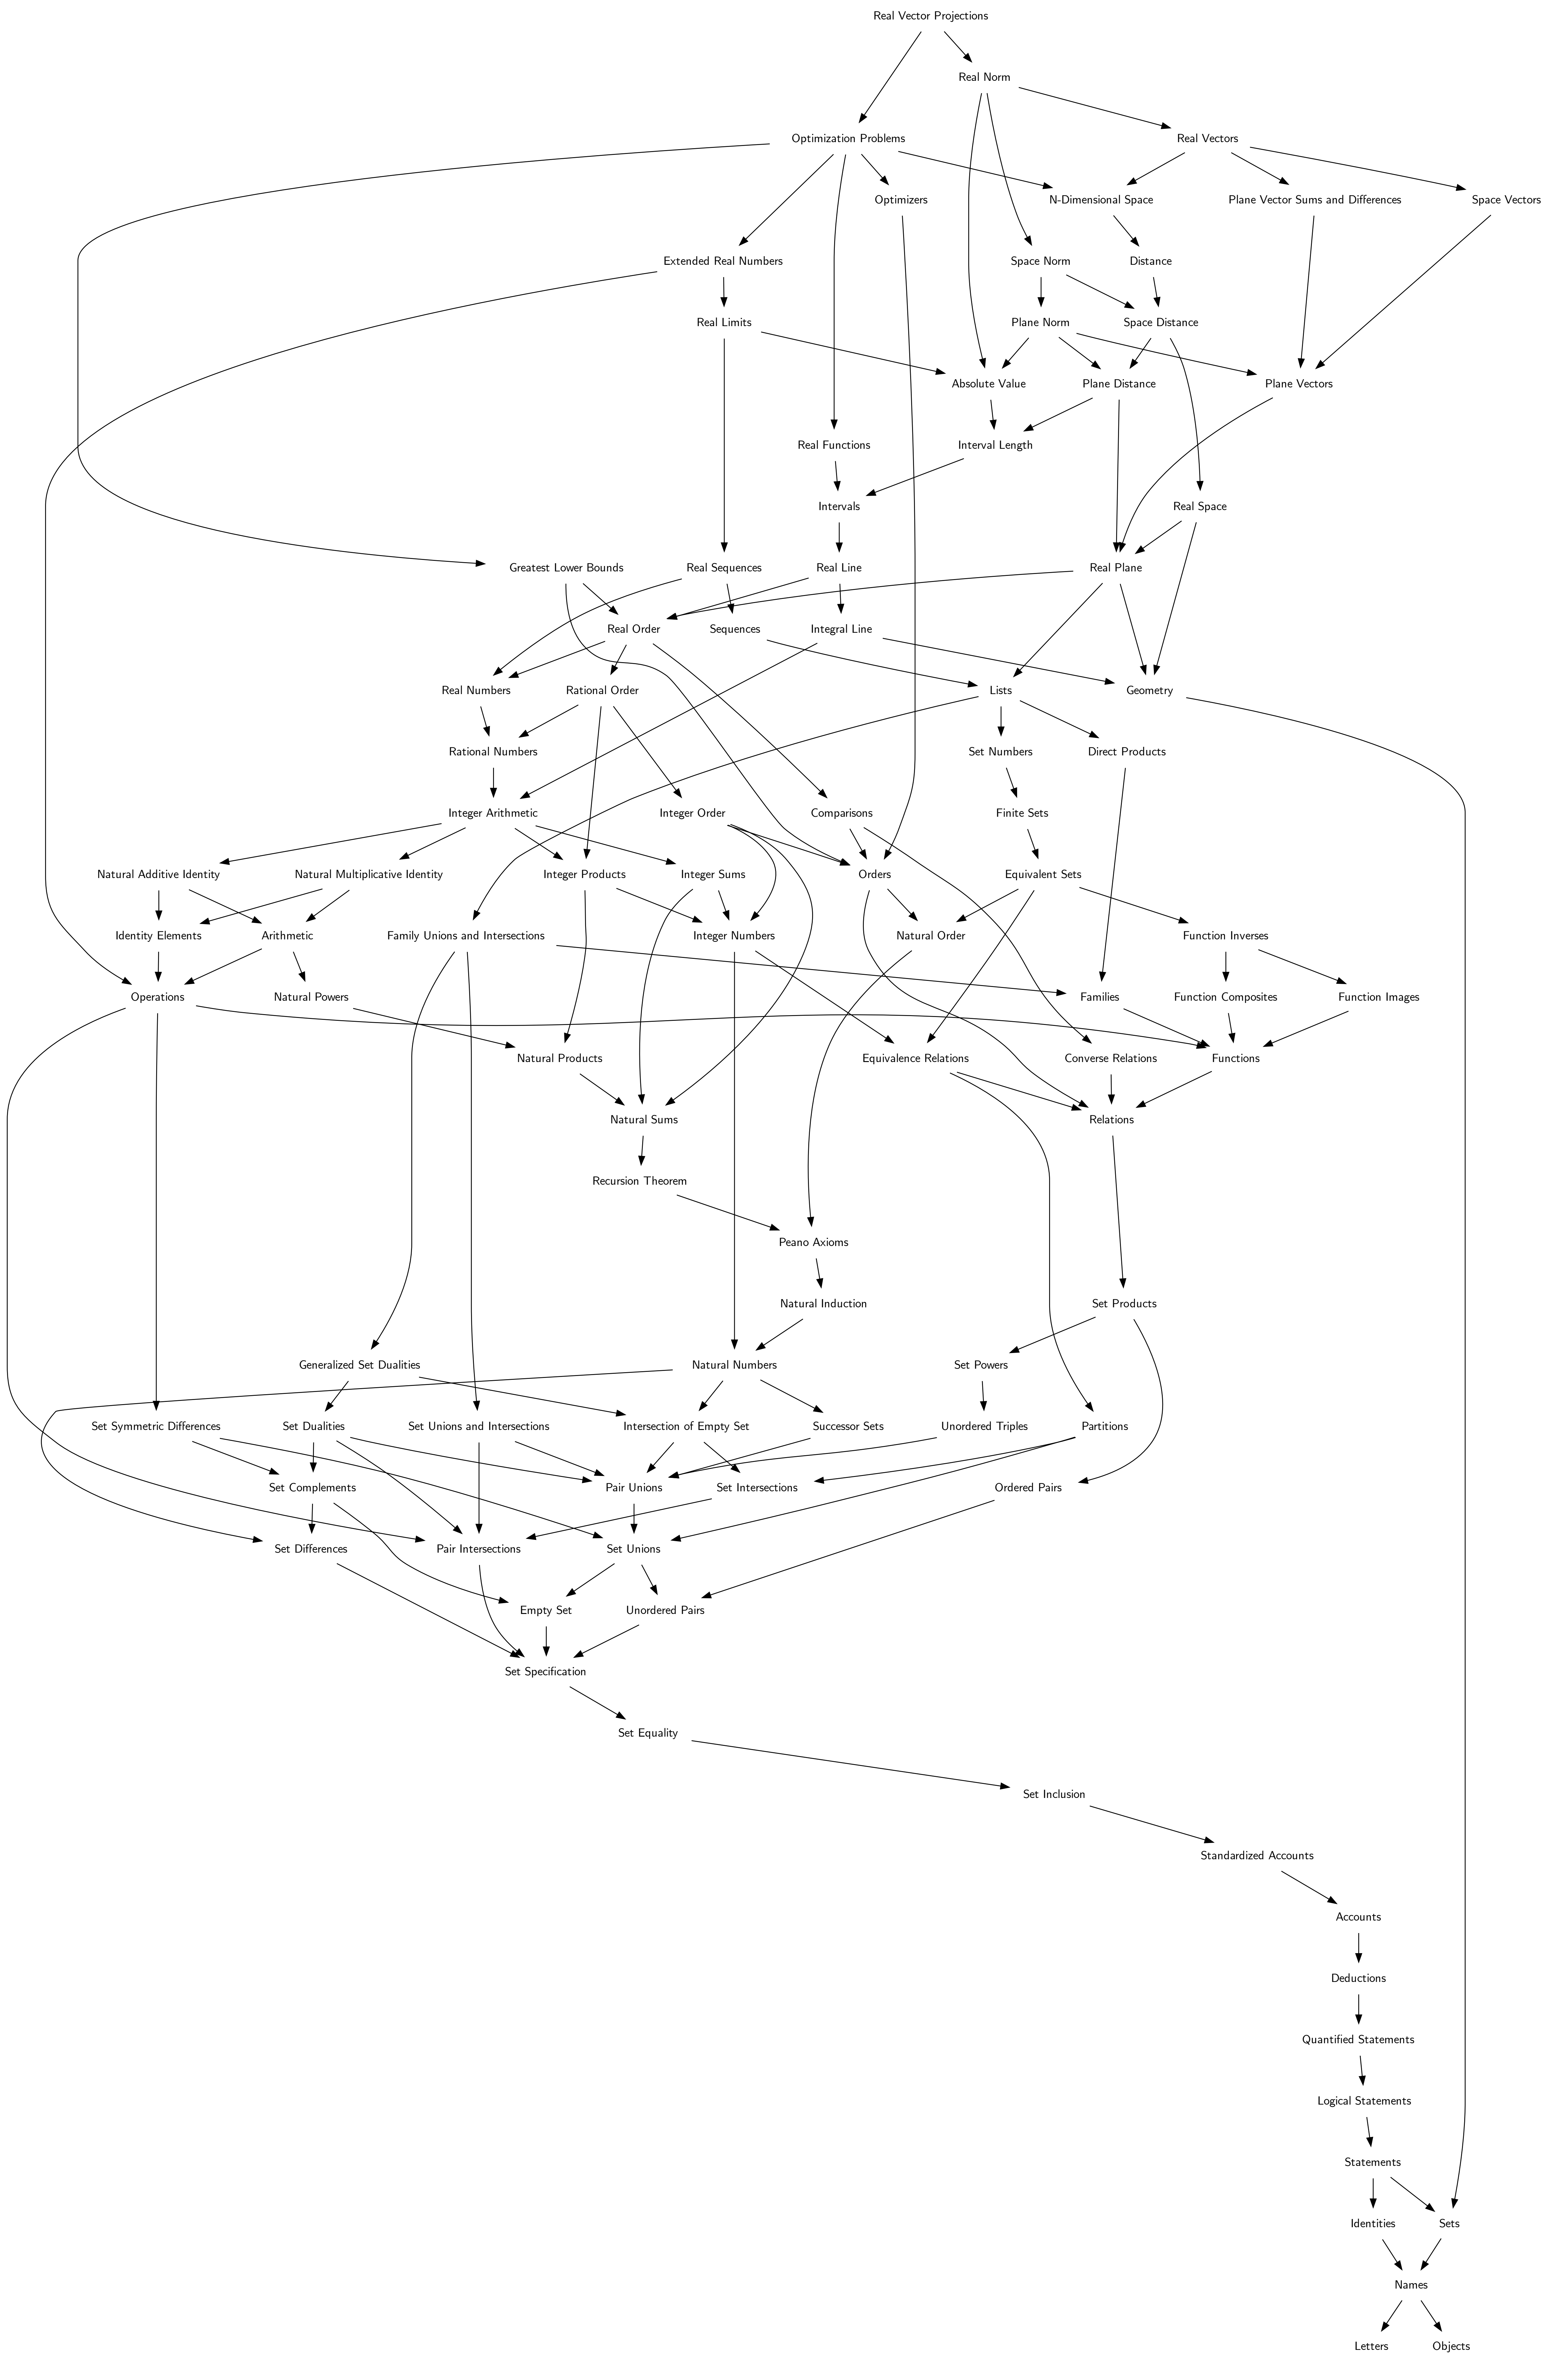 Real Vector Projections
Real Norm
Optimization Problems
Real Vectors
Optimizers
N-Dimensional Space
Plane Vector Sums and Differences
Space Vectors
Extended Real Numbers
Space Norm
Distance
Real Limits
Plane Norm
Space Distance
Absolute Value
Plane Distance
Plane Vectors
Real Functions
Interval Length
Intervals
Real Space
Greatest Lower Bounds
Real Sequences
Real Line
Real Plane
Real Order
Sequences
Integral Line
Real Numbers
Rational Order
Lists
Geometry
Rational Numbers
Set Numbers
Direct Products
Integer Arithmetic
Integer Order
Comparisons
Finite Sets
Natural Additive Identity
Natural Multiplicative Identity
Integer Products
Integer Sums
Orders
Equivalent Sets
Identity Elements
Arithmetic
Family Unions and Intersections
Integer Numbers
Natural Order
Function Inverses
Operations
Natural Powers
Families
Function Composites
Function Images
Natural Products
Equivalence Relations
Converse Relations
Functions
Natural Sums
Relations
Recursion Theorem
Peano Axioms
Natural Induction
Set Products
Generalized Set Dualities
Natural Numbers
Set Powers
Set Symmetric Differences
Set Dualities
Set Unions and Intersections
Intersection of Empty Set
Successor Sets
Unordered Triples
Partitions
Set Complements
Pair Unions
Set Intersections
Ordered Pairs
Set Differences
Pair Intersections
Set Unions
Empty Set
Unordered Pairs
Set Specification
Set Equality
Set Inclusion
Standardized Accounts
Accounts
Deductions
Quantified Statements
Logical Statements
Statements
Identities
Sets
Names
Letters
Objects